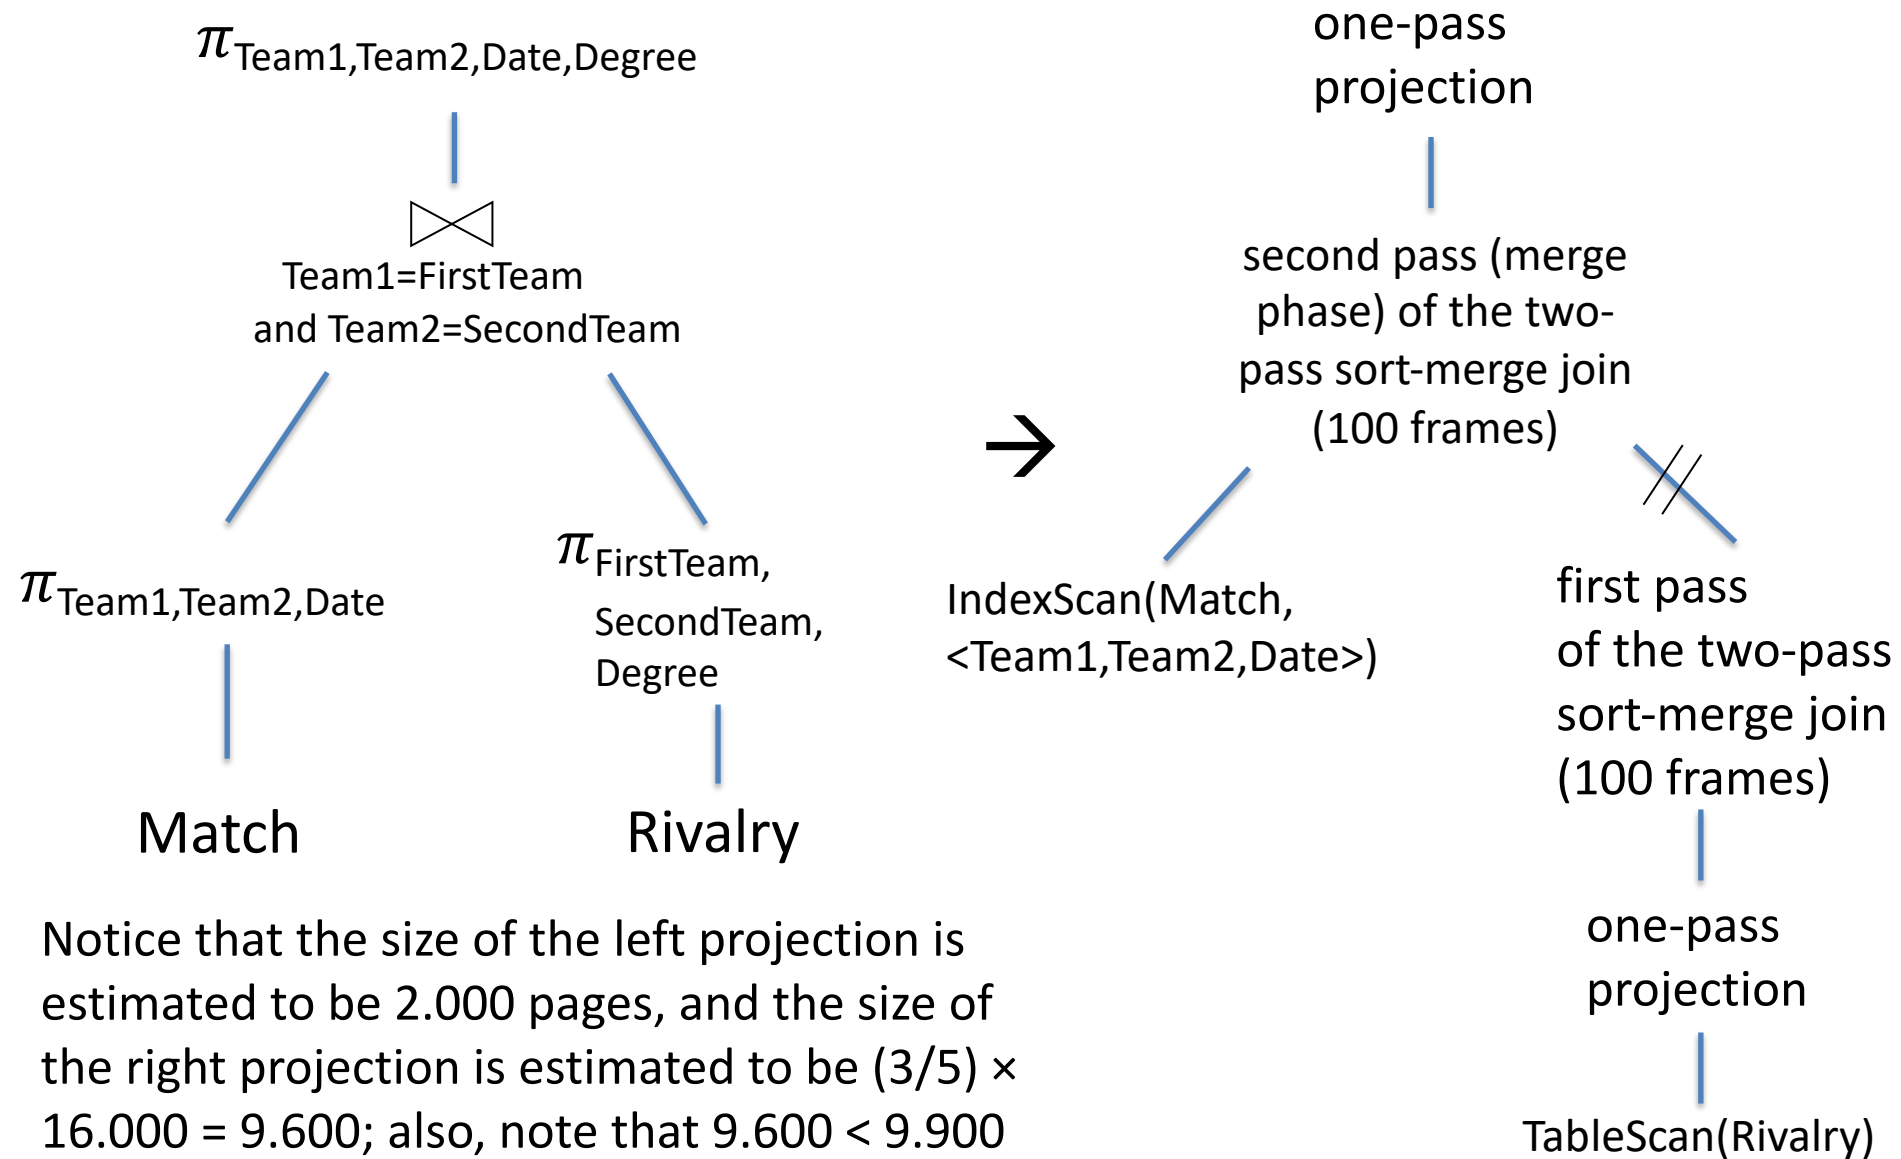 π Team1,Team2,Date,Degree
⋈
Team1=FirstTeam
and Team2=SecondTeam
π Team1,Team2,Date
Match
π FirstTeam,
SecondTeam,
Degree
Rivalry
→
one-pass
projection
second pass (merge
phase) of the two-
pass sort-merge join
(100 frames)
IndexScan(Match,
<Team1,Team2,Date>)
first pass
of the two-pass
sort-merge join
(100 frames)
one-pass
projection
TableScan(Rivalry)
Notice that the size of the left projection is
estimated to be 2.000 pages, and the size of
the right projection is estimated to be (3/5) ×
16.000 = 9.600; also, note that 9.600 < 9.900